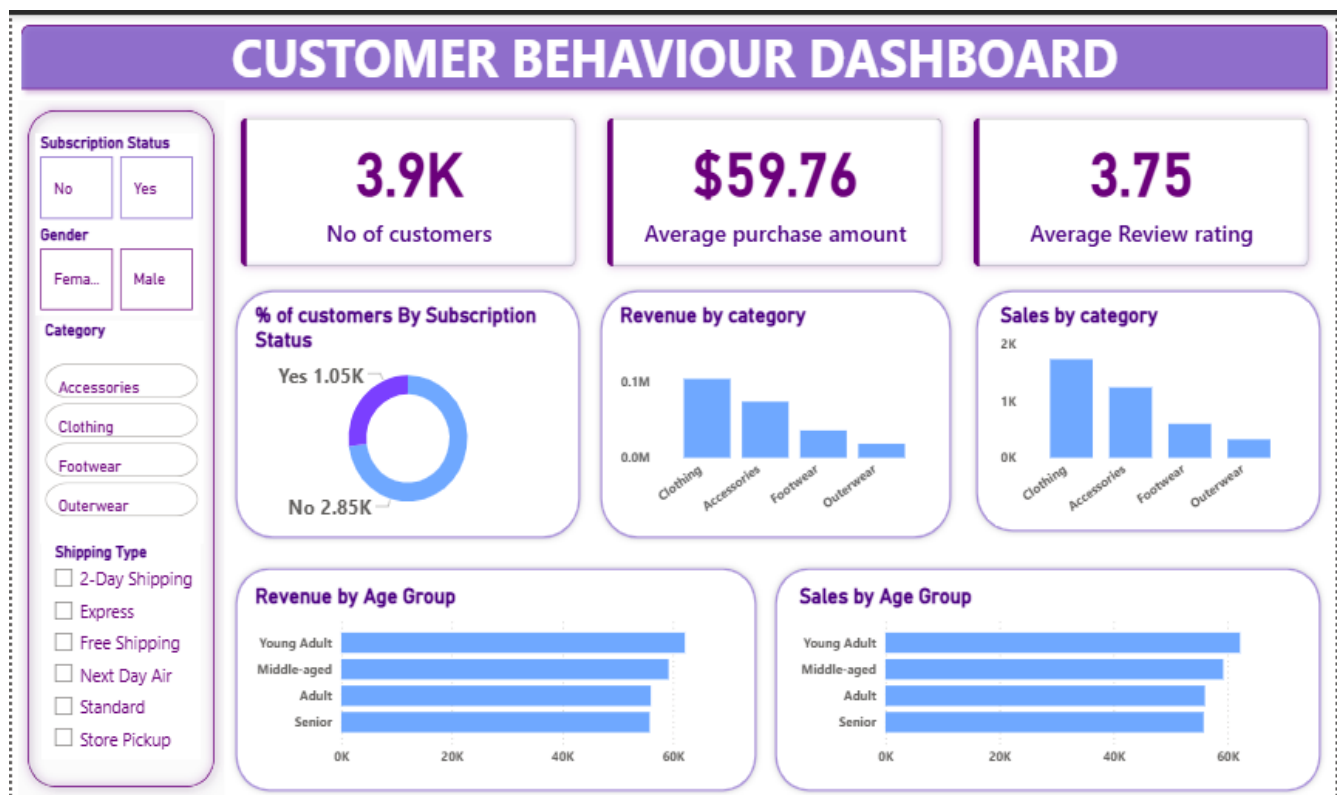 CUSTOMER BEHAVIOUR DASHBOARD
Subscription Status
No
Yes
Gender
Fema...
Male
Category
Accessories
Clothing
Footwear
Outerwear
Shipping Type
2-Day Shipping
Express
Free Shipping
Next Day Air
Standard
Store Pickup
3.9K
No of customers
$59.76
Average purchase amount
3.75
Average Review rating
% of customers By Subscription
Status
Yes 1.05K
No 2.85K
Revenue by category
0.1M
0.0M
Clothing
Accessories
Footwear
Outerwear
Sales by category
2K
1K
0K
Clothing
Accessories
Footwear
Outerwear
Revenue by Age Group
Young Adult
Middle-aged
Adult
Senior
0K 20K 40K 60K
Sales by Age Group
Young Adult
Middle-aged
Adult
Senior
0K 20K 40K 60K